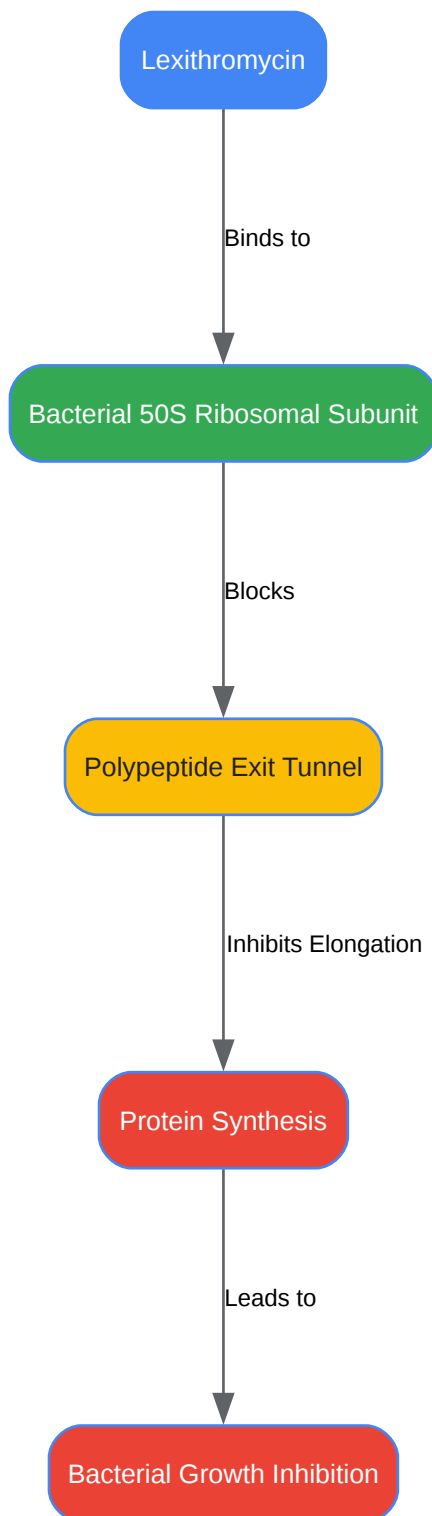 Lexithromycin
Binds to
Bacterial 50S Ribosomal Subunit
Blocks
Polypeptide Exit Tunnel
Inhibits Elongation
Protein Synthesis
Leads to
Bacterial Growth Inhibition